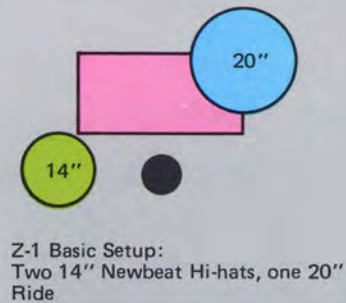 20''
14''
Z-1 Basic Setup:
Two 14'' Newbeat Hi-hats, one 20''
Ride